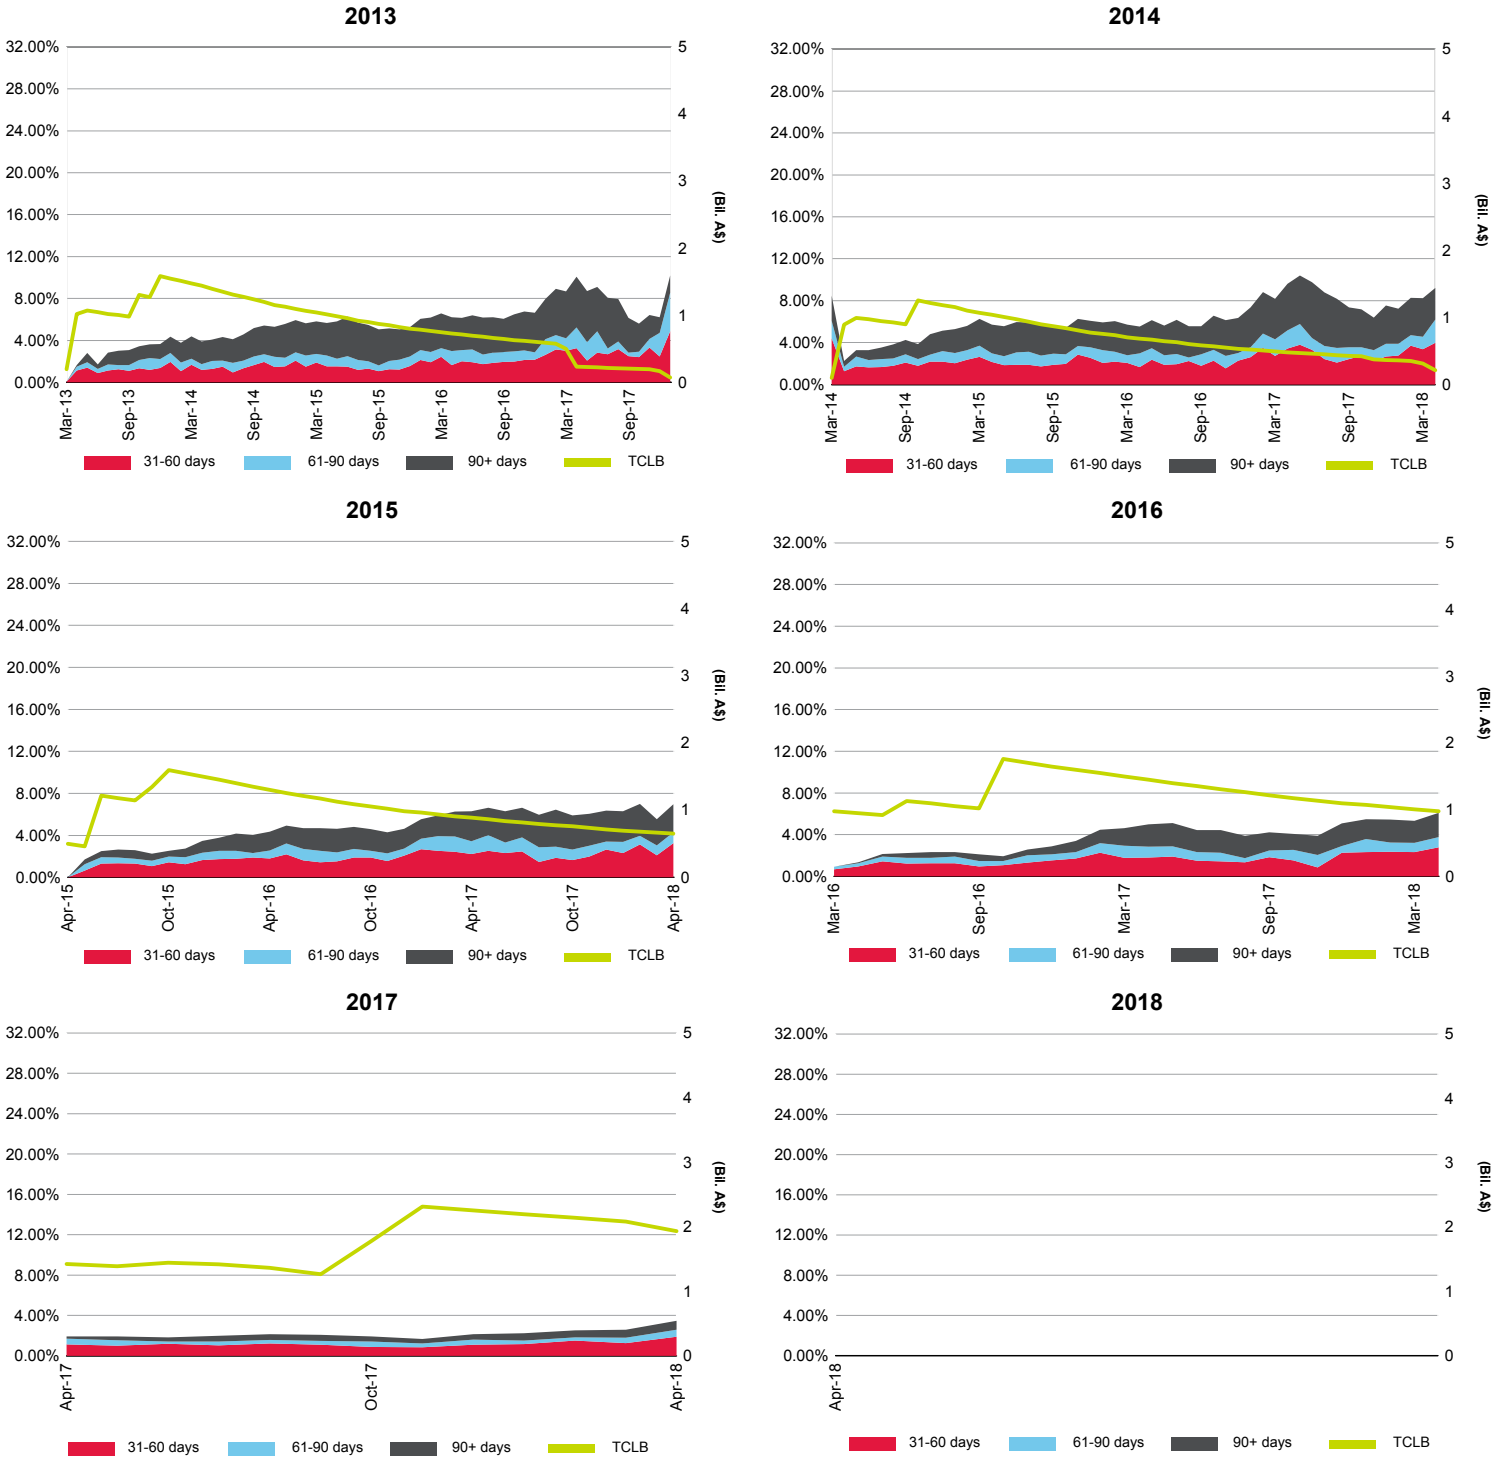 2013
32.00%
28.00%
24.00%
20.00%
16.00%
12.00%
8.00%
4.00%
0.00%
5
4
3
2
1
0
(Bil. A$)
Mar-13
Sep-13
Mar-14
Sep-14
Mar-15
Sep-15
Mar-16
Sep-16
Mar-17
Sep-17
31-60 days 61-90 days 90+ days TCLB
2014
32.00%
28.00%
24.00%
20.00%
16.00%
12.00%
8.00%
4.00%
0.00%
5
4
3
2
1
0
(Bil. A$)
Mar-14
Sep-14
Mar-15
Sep-15
Mar-16
Sep-16
Mar-17
Sep-17
Mar-18
31-60 days 61-90 days 90+ days TCLB
2015
32.00%
28.00%
24.00%
20.00%
16.00%
12.00%
8.00%
4.00%
0.00%
5
4
3
2
1
0
(Bil. A$)
Apr-15
Oct-15
Apr-16
Oct-16
Apr-17
Oct-17
Apr-18
31-60 days 61-90 days 90+ days TCLB
2016
32.00%
28.00%
24.00%
20.00%
16.00%
12.00%
8.00%
4.00%
0.00%
5
4
3
2
1
0
(Bil. A$)
Mar-16
Sep-16
Mar-17
Sep-17
Mar-18
31-60 days 61-90 days 90+ days TCLB
2017
32.00%
28.00%
24.00%
20.00%
16.00%
12.00%
8.00%
4.00%
0.00%
5
4
3
2
1
0
(Bil. A$)
Apr-17
Oct-17
Apr-18
31-60 days 61-90 days 90+ days TCLB
2018
32.00%
28.00%
24.00%
20.00%
16.00%
12.00%
8.00%
4.00%
0.00%
5
4
3
2
1
0
(Bil. A$)
Apr-18
31-60 days 61-90 days 90+ days TCLB